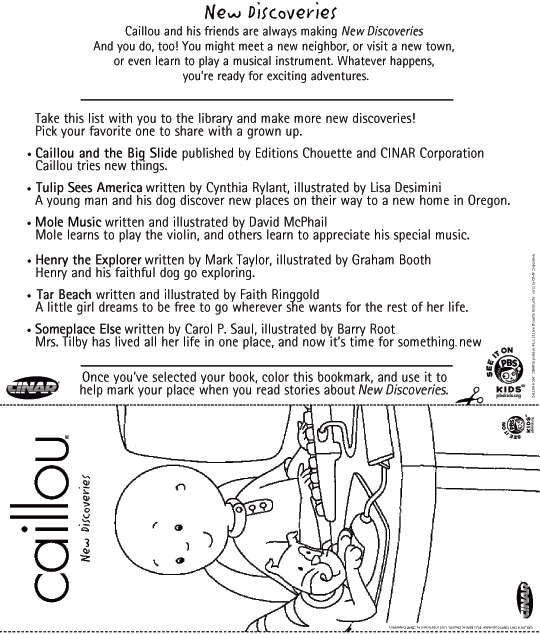 New Discoveries
Caillou and his friends are always making New Discoveries
And you do, too! You might meet a new neighbor, or visit a new town,
or even learn to play a musical instrument. Whatever happens,
you're ready for exciting adventures.
Take this list with you to the library and make more new discoveries!
Pick your favorite one to share with a grown up.
• Caillou and the Big Slide published by Editions Chouette and CINAR Corporation
Caillou tries new things.
• Tulip Sees America written by Cynthia Rylant, illustrated by Lisa Desimini
A young man and his dog discover new places on their way to a new home in Oregon.
• Mole Music written and illustrated by David McPhail
Mole learns to play the violin, and others learn to appreciate his special music.
• Henry the Explorer written by Mark Taylor, illustrated by Graham Booth
Henry and his faithful dog go exploring.
• Tar Beach written and illustrated by Faith Ringgold
A little girl dreams to be free to go wherever she wants for the rest of her life.
• Someplace Else written by Carol P. Saul, illustrated by Barry Root
Mrs. Tilby has lived all her life in one place, and now it's time for something new
SEE IT ON
PBS
KIDS
pbskids.org
CINAR
Once you've selected your book, color this bookmark, and use it to
help mark your place when you read stories about New Discoveries.
caillou
New Discoveries
SEE IT ON
PBS
KIDS
CINAR